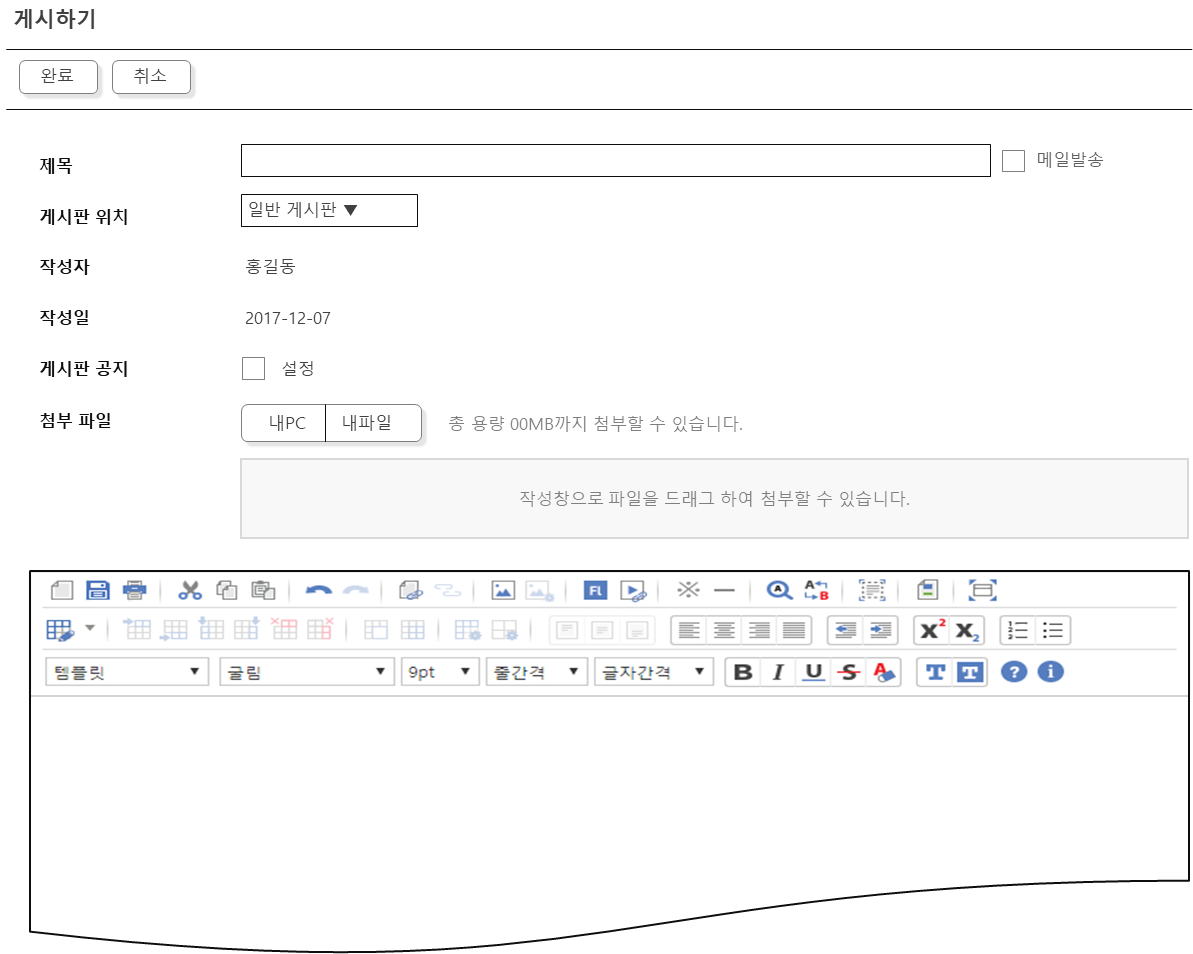 게시하기
완료 취소
제목 메일발송
게시판 위치 일반 게시판 ▼
작성자 홍길동
작성일 2017-12-07
게시판 공지 설정
첨부 파일 내PC 내파일 총 용량 00MB까지 첨부할 수 있습니다.
작성창으로 파일을 드래그 하여 첨부할 수 있습니다.
템플릿 ▼ 굴림 ▼ 9pt ▼ 줄간격 ▼ 글자간격 ▼